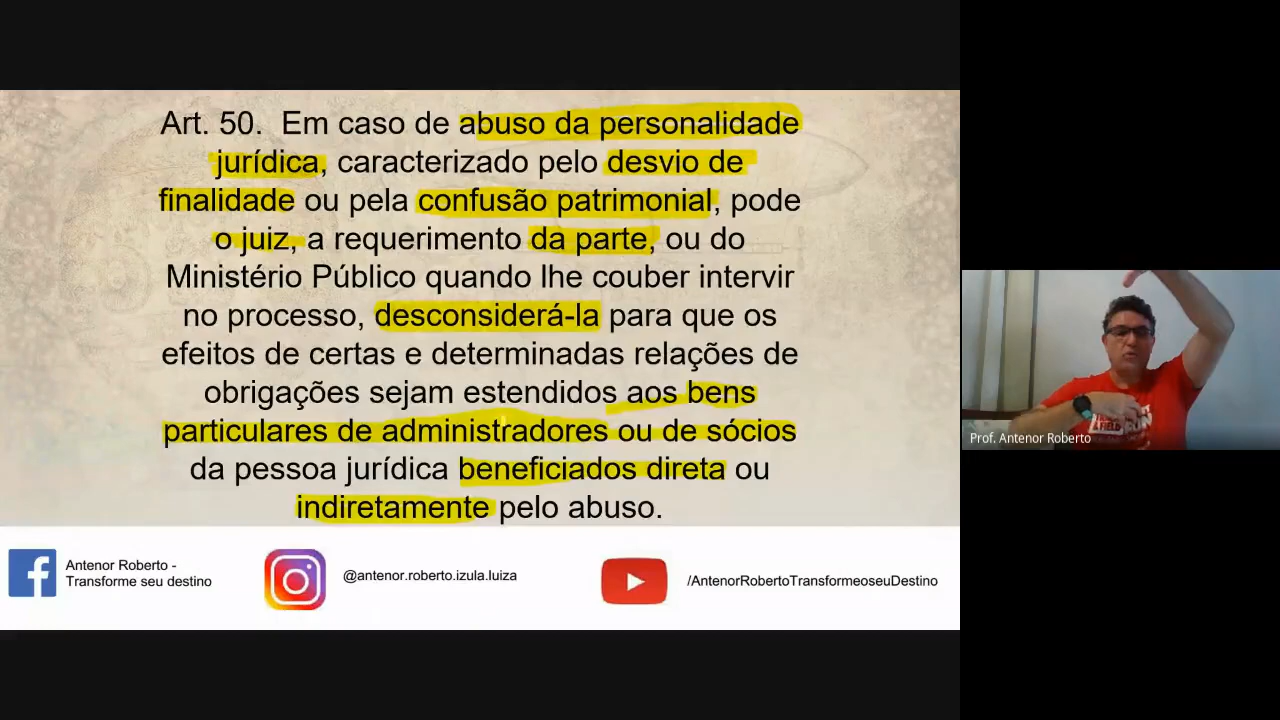 Art. 50.  Em caso de abuso da personalidade
jurídica, caracterizado pelo desvio de
finalidade ou pela confusão patrimonial, pode
o juiz, a requerimento da parte, ou do
Ministério Público quando lhe couber intervir
no processo, desconsiderá-la para que os
efeitos de certas e determinadas relações de
obrigações sejam estendidos aos bens
particulares de administradores ou de sócios
da pessoa jurídica beneficiados direta ou
indiretamente pelo abuso.
Antenor Roberto -
Transforme seu destino
@antenor.roberto.izula.luiza
/AntenorRobertoTransformeoseuDestino
Prof. Antenor Roberto
& FIELD